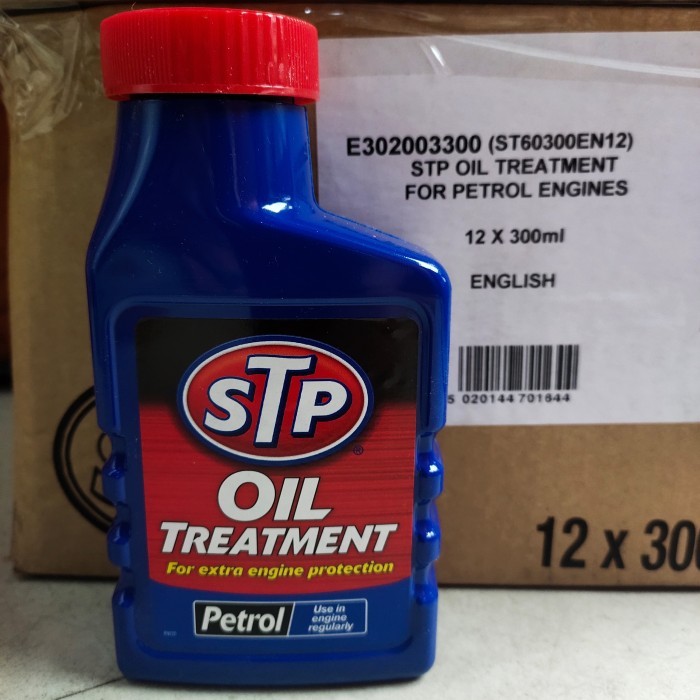 E302003300 (ST60300EN12)
STP OIL TREATMENT
FOR PETROL ENGINES
12 X 300ml
ENGLISH
5 020144 701644
12 x 300
STP
®
OIL
TREATMENT
For extra engine protection
Petrol
Use in
engine
regularly